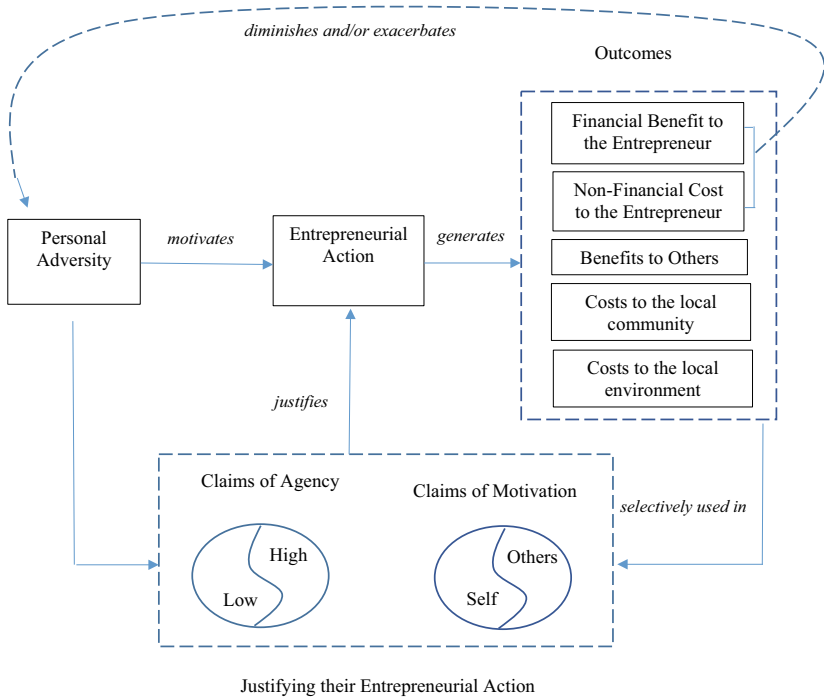 diminishes and/or exacerbates
Outcomes
Financial Benefit to
the Entrepreneur
Non-Financial Cost
to the Entrepreneur
Benefits to Others
Costs to the local
community
Costs to the local
environment
Personal
Adversity
motivates
Entrepreneurial
Action
generates
justifies
selectively used in
Claims of Agency
High
Low
Claims of Motivation
Others
Self
Justifying their Entrepreneurial Action